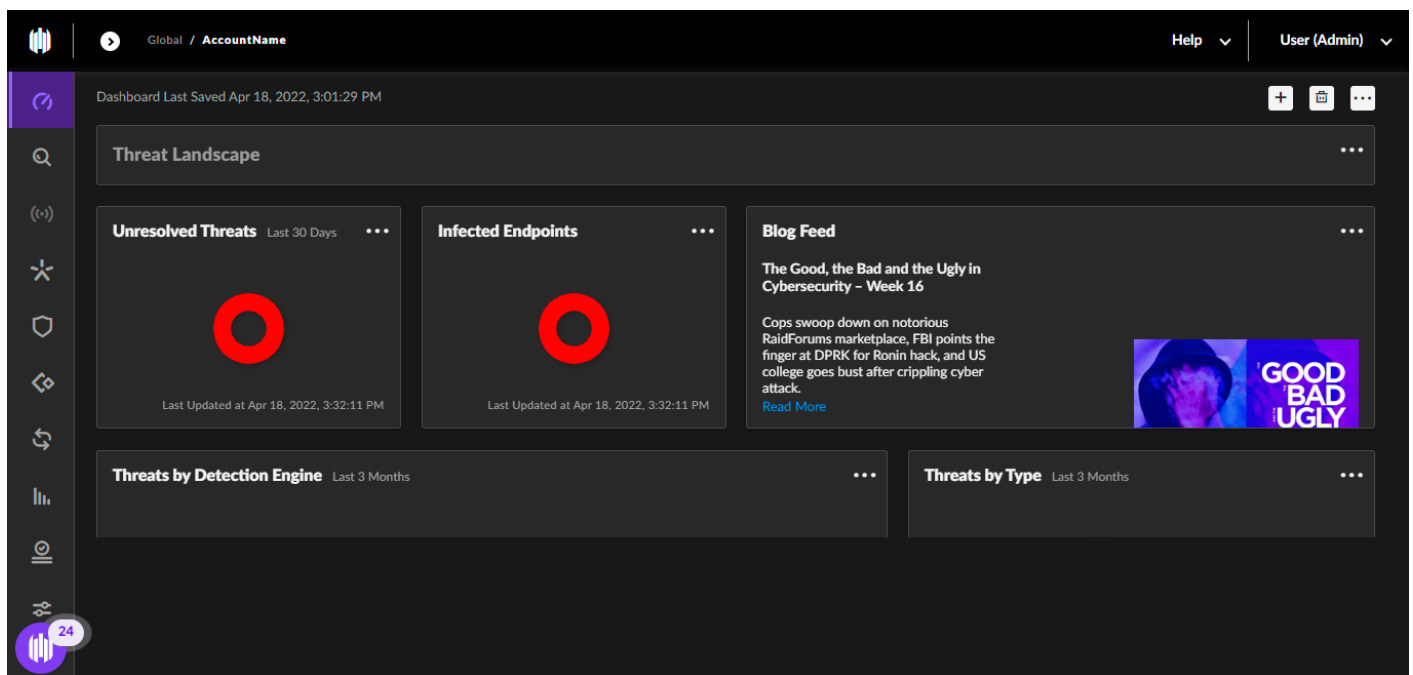 Global / AccountName
Help
User (Admin)
Dashboard Last Saved Apr 18, 2022, 3:01:29 PM
Threat Landscape
Unresolved Threats Last 30 Days
Last Updated at Apr 18, 2022, 3:32:11 PM
Infected Endpoints
Last Updated at Apr 18, 2022, 3:32:11 PM
Blog Feed
The Good, the Bad and the Ugly in
Cybersecurity – Week 16
Cops swoop down on notorious
RaidForums marketplace, FBI points the
finger at DPRK for Ronin hack, and US
college goes bust after crippling cyber
attack.
Read More
GOOD
BAD
UGLY
Threats by Detection Engine Last 3 Months
Threats by Type Last 3 Months
24